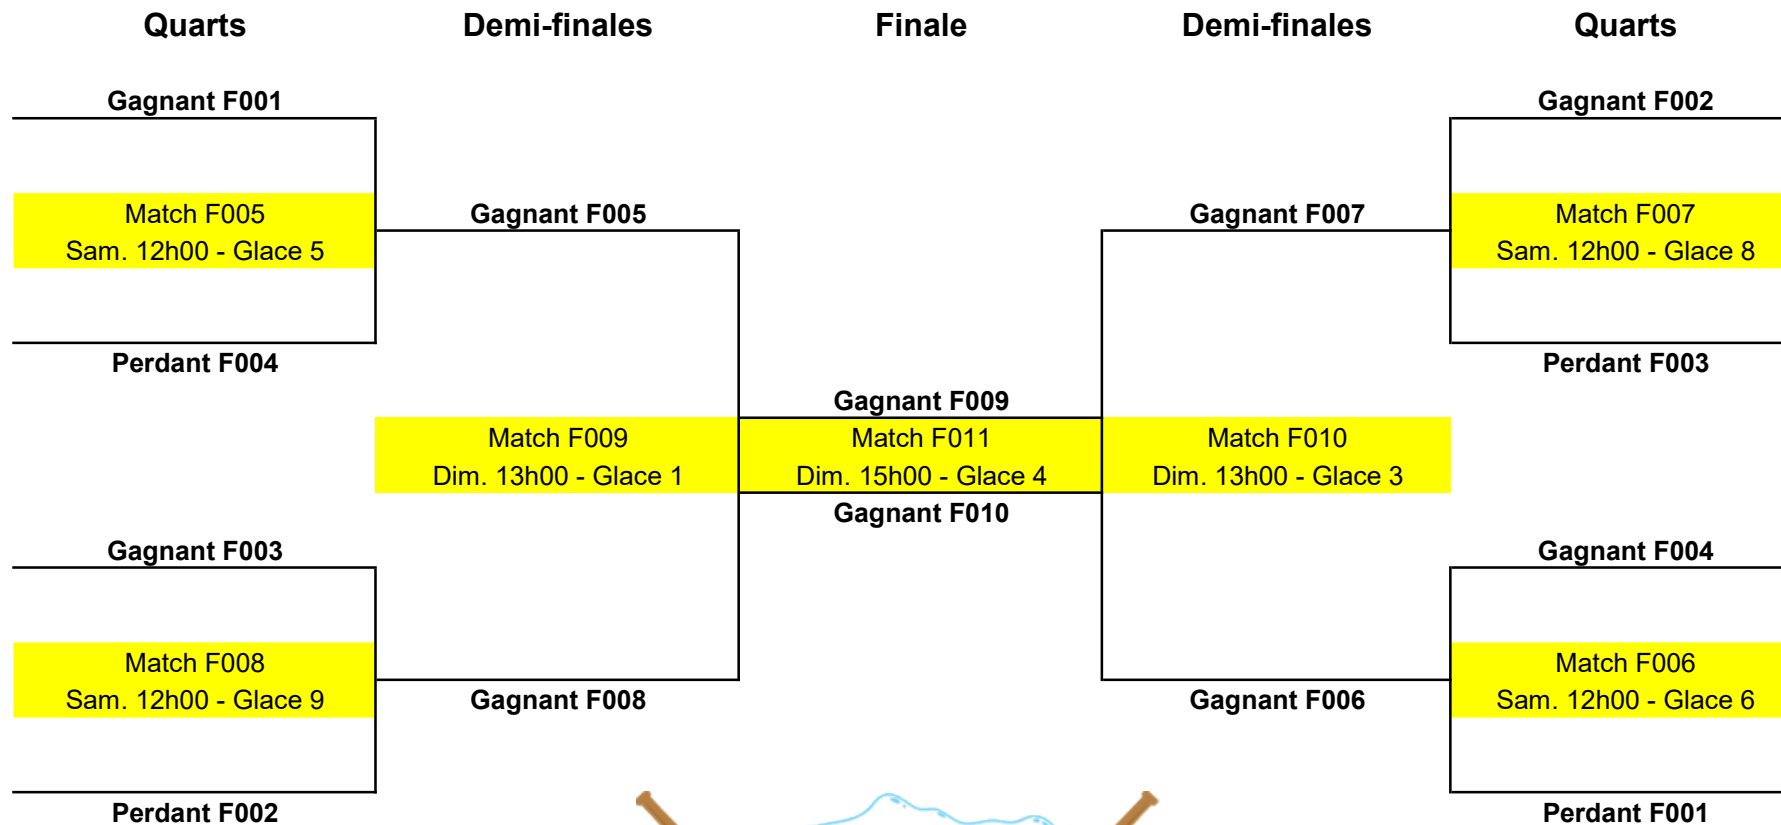 Quarts
Demi-finales
Finale
Demi-finales
Quarts
Gagnant F001
Gagnant F002
Match F005
Sam. 12h00 - Glace 5
Gagnant F005
Gagnant F007
Match F007
Sam. 12h00 - Glace 8
Perdant F004
Perdant F003
Gagnant F009
Match F009
Dim. 13h00 - Glace 1
Match F011
Dim. 15h00 - Glace 4
Match F010
Dim. 13h00 - Glace 3
Gagnant F010
Gagnant F003
Gagnant F004
Match F008
Sam. 12h00 - Glace 9
Gagnant F008
Gagnant F006
Match F006
Sam. 12h00 - Glace 6
Perdant F002
Perdant F001